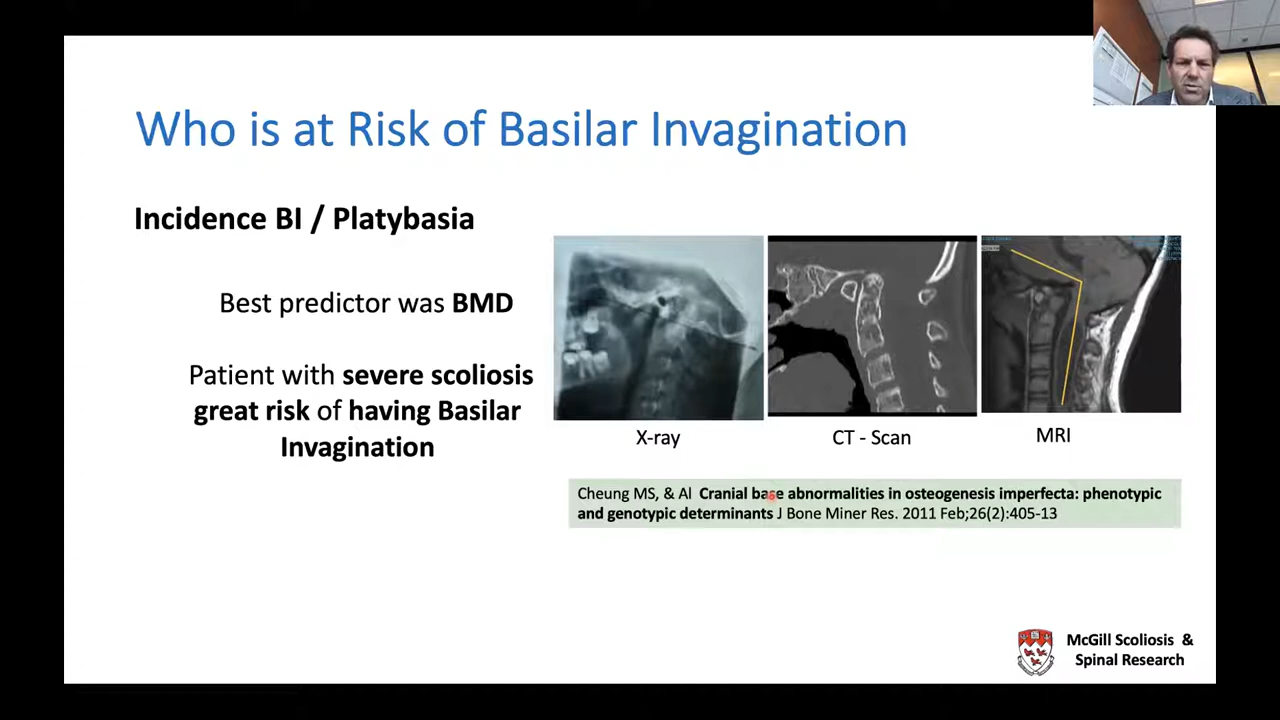 Who is at Risk of Basilar Invagination
Incidence BI / Platybasia
Best predictor was BMD
Patient with severe scoliosis
great risk of having Basilar
Invagination
X-ray
CT - Scan
MRI
Cheung MS, & Al Cranial base abnormalities in osteogenesis imperfecta: phenotypic
and genotypic determinants J Bone Miner Res. 2011 Feb;26(2):405-13
McGill Scoliosis &
Spinal Research